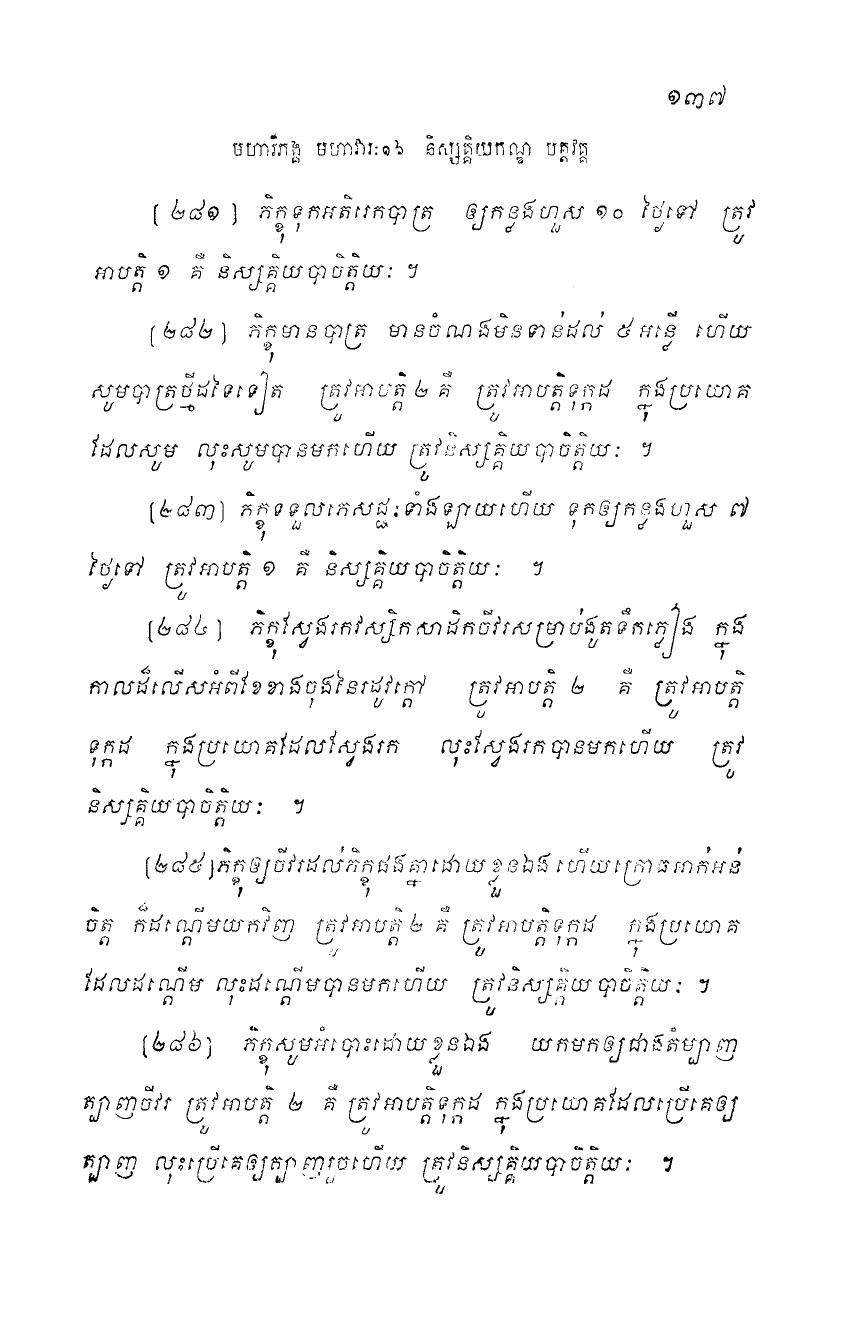 ១៣៧
មហាវិភង្គ មហាវារៈ១៦ និស្សគ្គិយកណ្ឌ បត្តវគ្គ
[២៨១] ភិក្ខុទុកអតិរេកបាត្រ ឲ្យកន្លងហួស ១០ ថ្ងៃទៅ ត្រូវ
អាបត្តិ ១ គឺ និស្សគ្គិយបាចិត្តិយៈ ។
[២៨២] ភិក្ខុមានបាត្រ មានចំណងមិនទាន់ដល់ ៥ អន្លើ ហើយ
សូមបាត្រថ្មីដទៃទៀត ត្រូវអាបត្តិ ២ គឺ ត្រូវអាបត្តិទុក្កដ ក្នុងប្រយោគ
ដែលសូម លុះសូមបានមកហើយ ត្រូវនិស្សគ្គិយបាចិត្តិយៈ ។
[២៨៣] ភិក្ខុទទួលភេសជ្ជៈទាំងឡាយហើយ ទុកឲ្យកន្លងហួស ៧
ថ្ងៃទៅ ត្រូវអាបត្តិ ១ គឺ និស្សគ្គិយបាចិត្តិយៈ ។
[២៨៤] ភិក្ខុស្វែងរកវស្សិកសាដិកចីវរសម្រាប់ងូតទឹកភ្លៀង ក្នុង
កាលដ៏លើសអំពីខែខាងចុងនៃរដូវក្តៅ ត្រូវអាបត្តិ ២ គឺ ត្រូវអាបត្តិ
ទុក្កដ ក្នុងប្រយោគដែលស្វែងរក លុះស្វែងរកបានមកហើយ ត្រូវ
និស្សគ្គិយបាចិត្តិយៈ ។
[២៨៥]ភិក្ខុឲ្យចីវរដល់ភិក្ខុផងគ្នាដោយខ្លួនឯង ហើយក្រោធអាក់អន់
ចិត្ត ក៏ដណ្តើមយកវិញ ត្រូវអាបត្តិ ២ គឺ ត្រូវអាបត្តិទុក្កដ ក្នុងប្រយោគ
ដែលដណ្តើម លុះដណ្តើមបានមកហើយ ត្រូវនិស្សគ្គិយបាចិត្តិយៈ ។
[២៨៦] ភិក្ខុសូមអំបោះដោយខ្លួនឯង យកមកឲ្យជាងតម្បាញ
ត្បាញចីវរ ត្រូវអាបត្តិ ២ គឺ ត្រូវអាបត្តិទុក្កដ ក្នុងប្រយោគដែលប្រើគេឲ្យ
ត្បាញ លុះប្រើគេឲ្យត្បាញរួចហើយ ត្រូវនិស្សគ្គិយបាចិត្តិយៈ ។